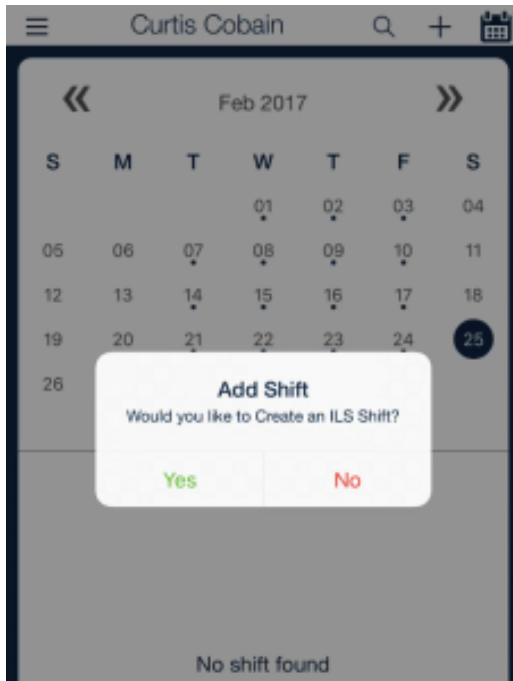 Curtis Cobain
Feb 2017
S M T W T F S
01 02 03 04
05 06 07 08 09 10 11
12 13 14 15 16 17 18
19 20 21 22 23 24 25
26
Add Shift
Would you like to Create an ILS Shift?
Yes No
No shift found